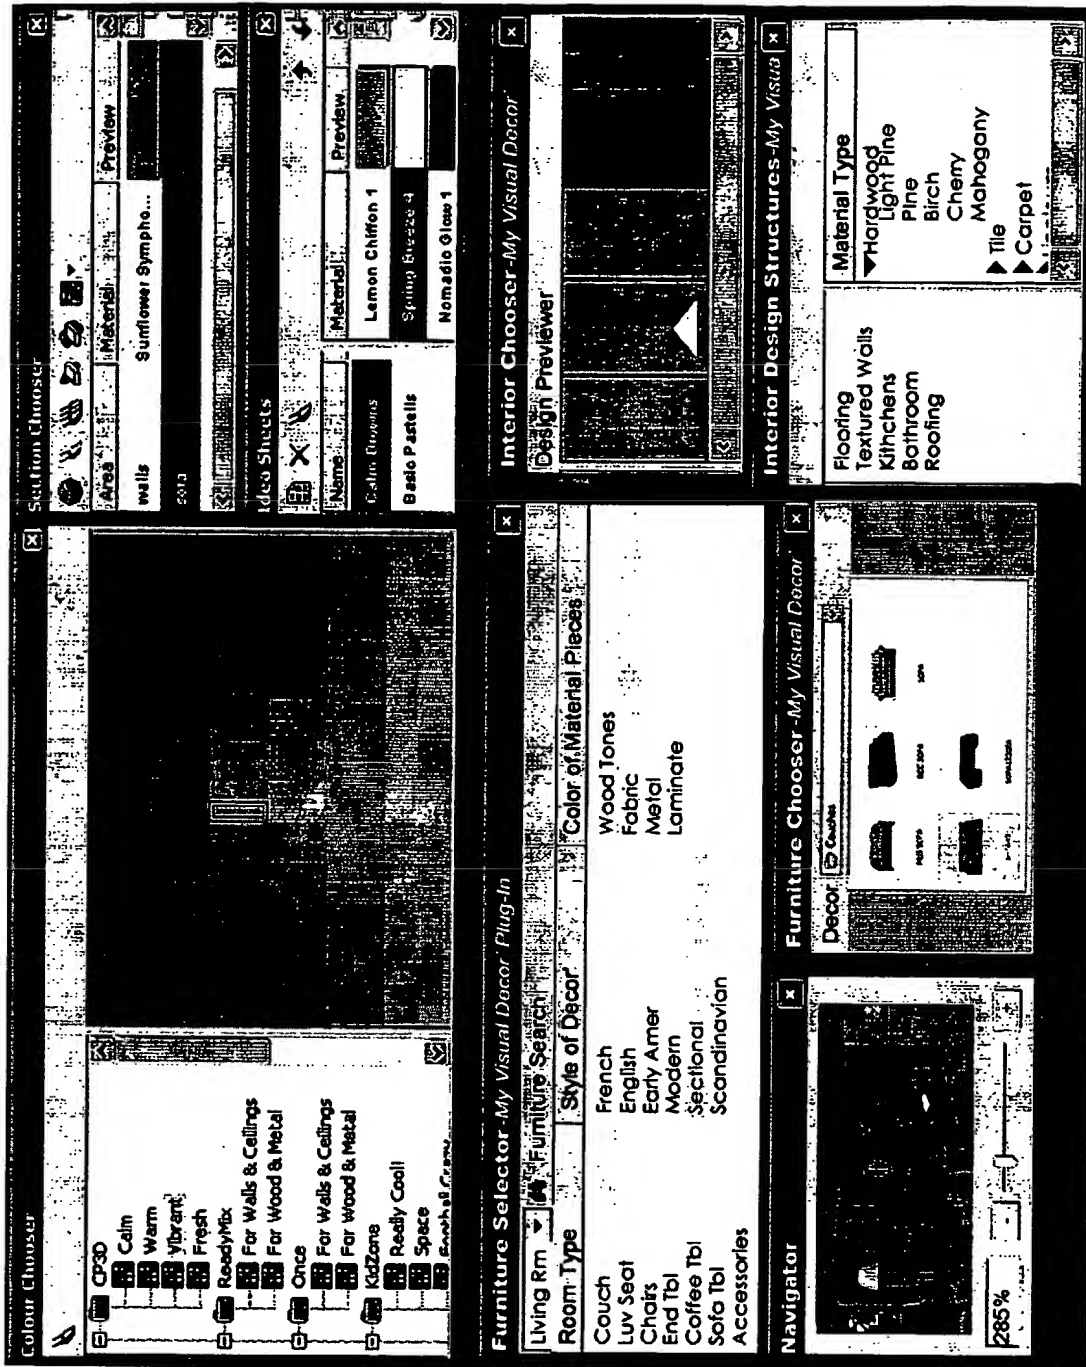 Colour Chooser
CP3D
Calm
Warm
Vibrant
Fresh
ReadyMix
For Walls & Ceilings
For Wood & Metal
Once
For Walls & Ceilings
For Wood & Metal
KidZone
Really Cool!
Space
Section Chooser
Area Material Preview
walls Sunflower Sympho...
sofa
Idea Sheets
Name Material Preview
Calm Browns Lemon Chiffon 1
Spring Breeze 4
Basic Pastells Nomadic Glow 1
Furniture Selector-My Visual Decor Plug-In
Living Rm Furniture Search
Room Type Style of Decor Color of Material Pieces
Couch French Wood Tones
Luv Seat English Fabric
Chairs Early Amer Metal
End Tbl Modern Laminate
Coffee Tbl Sectional
Sofa Tbl Scandinavian
Accessories
Interior Chooser-My Visual Decor
Design Previewer
Navigator
285%
Furniture Chooser-My Visual Decor
Decor Couches
SOFA
Interior Design Structures-My Visua
Flooring
Textured Walls
Kithchens
Bathroom
Roofing
Material Type
Hardwood
Light Pine
Pine
Birch
Cherry
Mahogany
Tile
Carpet